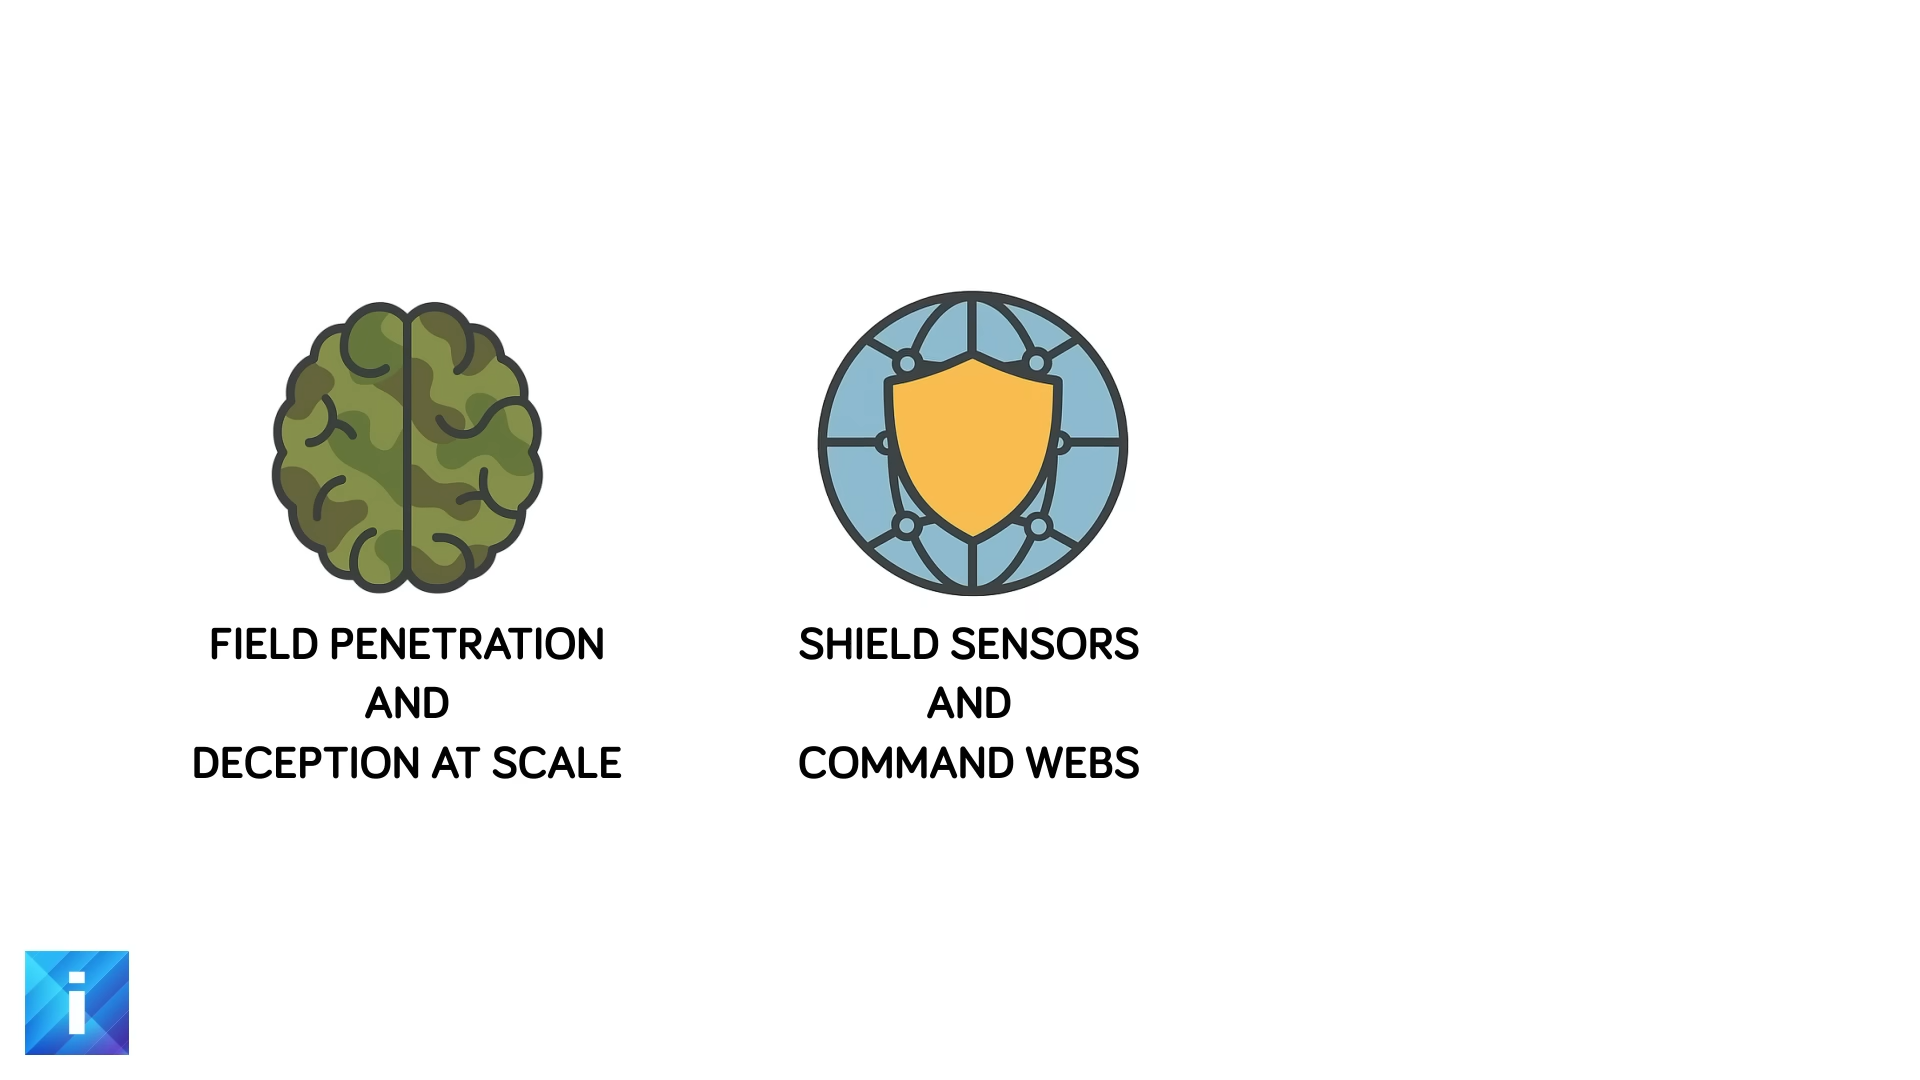 FIELD PENETRATION
AND
DECEPTION AT SCALE
SHIELD SENSORS
AND
COMMAND WEBS
i